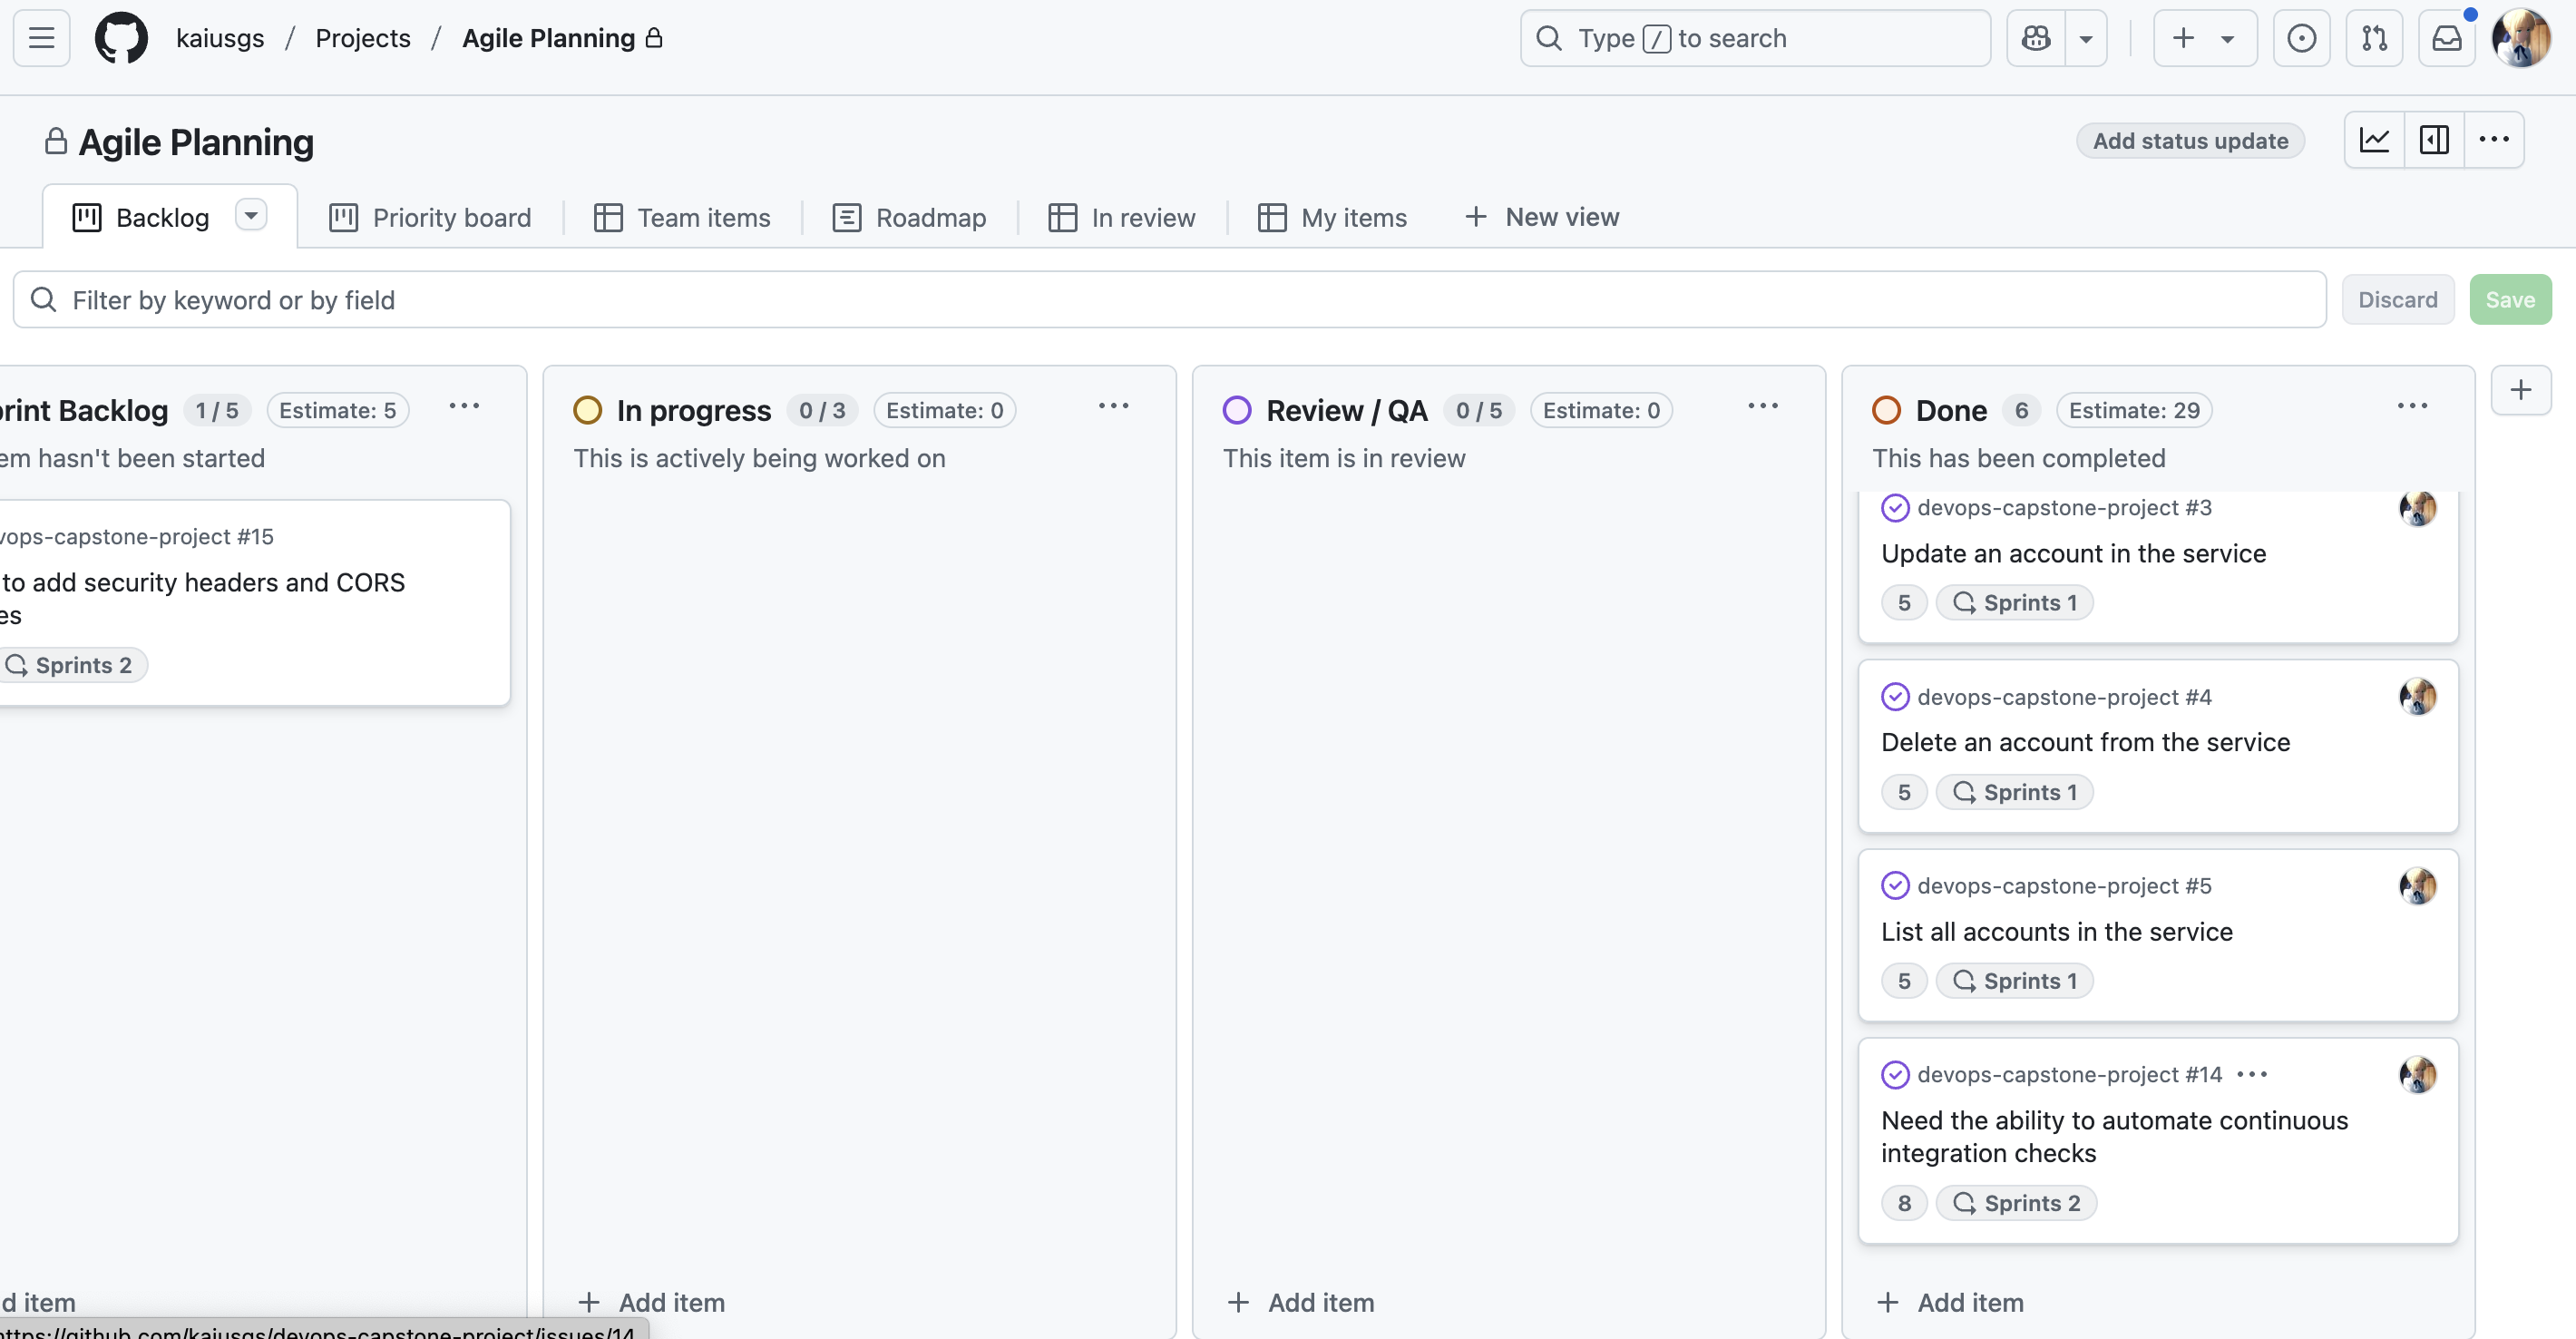 kaiusgs / Projects / Agile Planning
Type / to search
Agile Planning
Add status update
Backlog
Priority board
Team items
Roadmap
In review
My items
New view
Filter by keyword or by field
Discard
Save
rint Backlog 1 / 5 Estimate: 5
em hasn't been started
vops-capstone-project #15
to add security headers and CORS
es
Sprints 2
d item
In progress 0 / 3 Estimate: 0
This is actively being worked on
Add item
Review / QA 0 / 5 Estimate: 0
This item is in review
Add item
Done 6 Estimate: 29
This has been completed
devops-capstone-project #3
Update an account in the service
5 Sprints 1
devops-capstone-project #4
Delete an account from the service
5 Sprints 1
devops-capstone-project #5
List all accounts in the service
5 Sprints 1
devops-capstone-project #14
Need the ability to automate continuous
integration checks
8 Sprints 2
Add item
https://github.com/kaiusgs/devops-capstone-project/issues/14